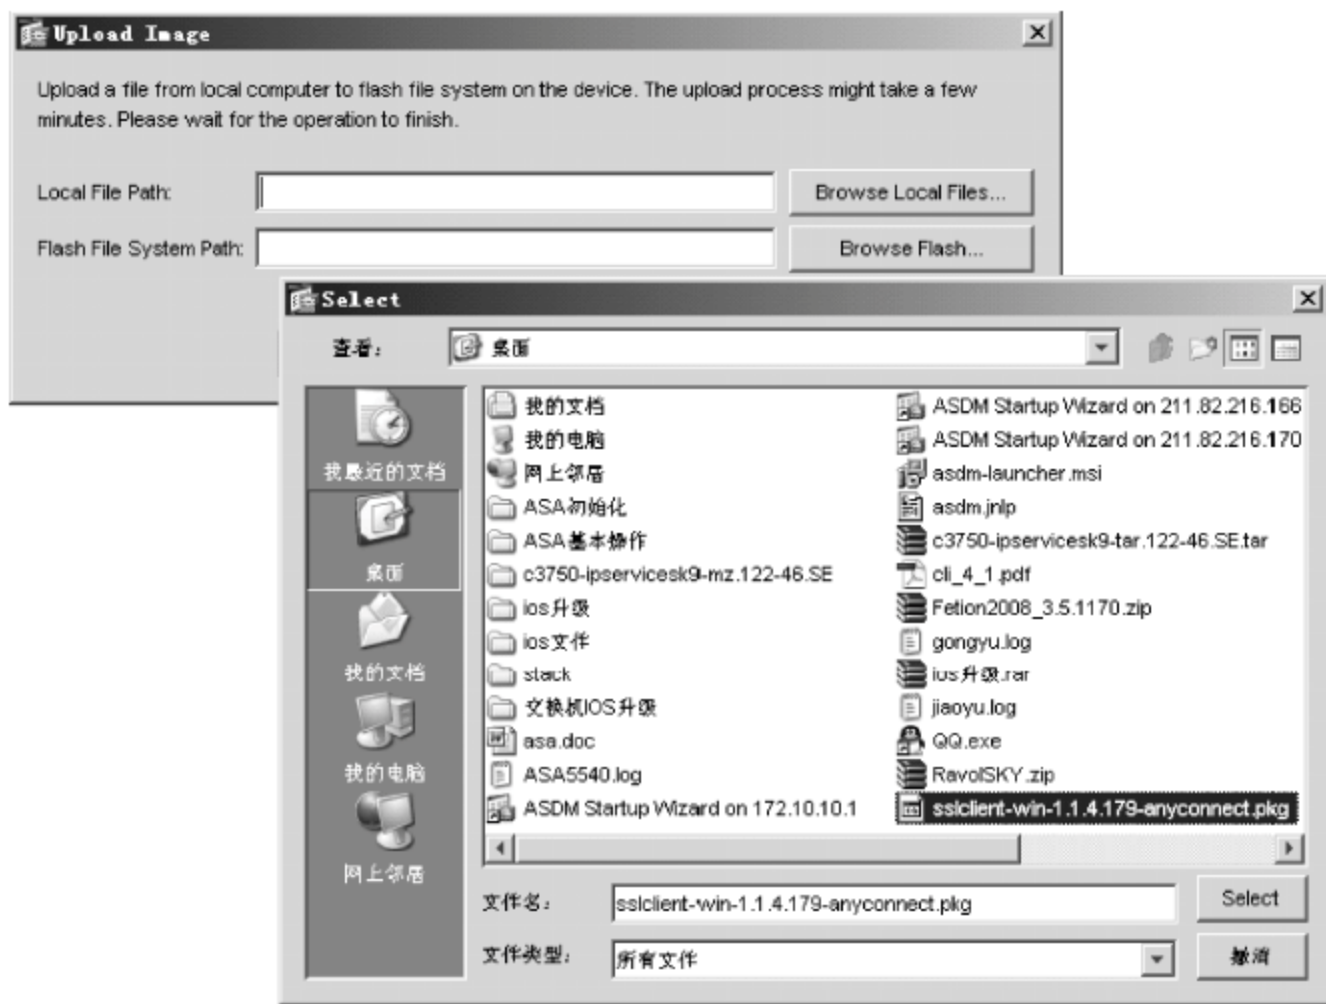 Upload Image
Upload a file from local computer to flash file system on the device. The upload process might take a few
minutes. Please wait for the operation to finish.
Local File Path:
Browse Local Files...
Flash File System Path:
Browse Flash...
Select
查看:
桌面
我最近的文档
桌面
我的文档
我的电脑
网上邻居
我的文档
我的电脑
网上邻居
ASA初始化
ASA基本操作
c3750-ipservicesk9-mz.122-46.SE
ios升级
ios文件
stack
交换机IOS升级
asa.doc
ASA5540.log
ASDM Startup Wizard on 172.10.10.1
ASDM Startup Wizard on 211.82.216.166
ASDM Startup Wizard on 211.82.216.170
asdm-launcher.msi
asdm.jnlp
c3750-ipservicesk9-tar.122-46.SE.tar
cli_4_1.pdf
Fetion2008_3.5.1170.zip
gongyu.log
ios升级.rar
jiaoyu.log
QQ.exe
RavolSKY.zip
sslclient-win-1.1.4.179-anyconnect.pkg
文件名:
sslclient-win-1.1.4.179-anyconnect.pkg
Select
文件类型:
所有文件
撤消